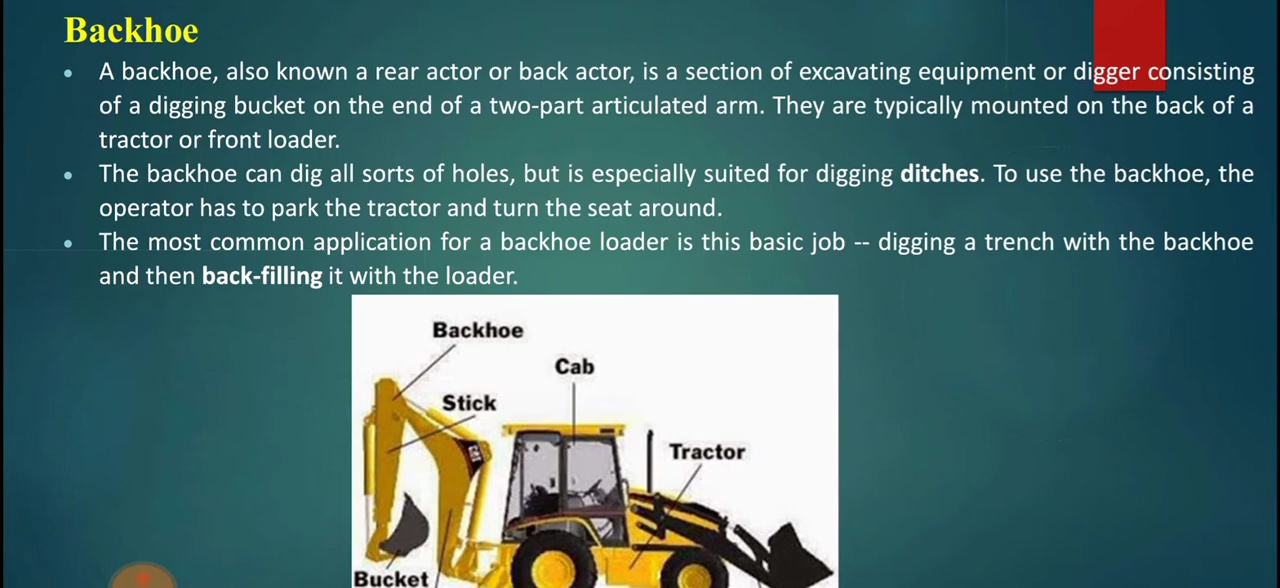 Backhoe
• A backhoe, also known a rear actor or back actor, is a section of excavating equipment or digger consisting
of a digging bucket on the end of a two-part articulated arm. They are typically mounted on the back of a
tractor or front loader.
• The backhoe can dig all sorts of holes, but is especially suited for digging ditches. To use the backhoe, the
operator has to park the tractor and turn the seat around.
• The most common application for a backhoe loader is this basic job -- digging a trench with the backhoe
and then back-filling it with the loader.
Backhoe
Cab
Stick
Tractor
Bucket